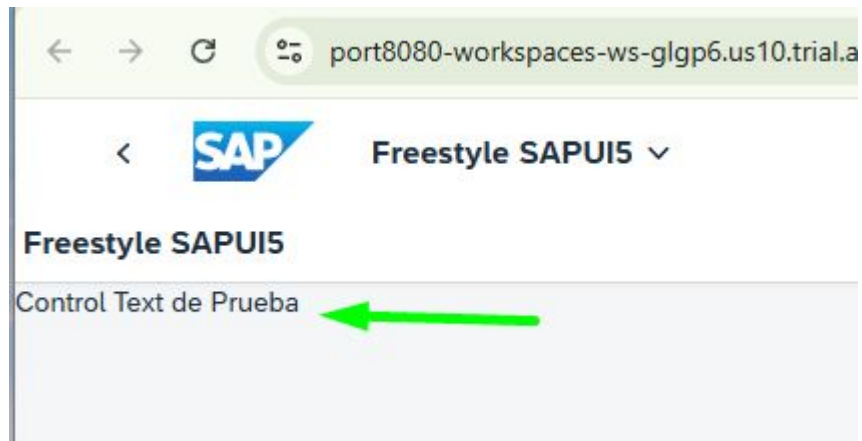 port8080-workspaces-ws-glgp6.us10.trial.a
SAP Freestyle SAPUI5
Freestyle SAPUI5
Control Text de Prueba